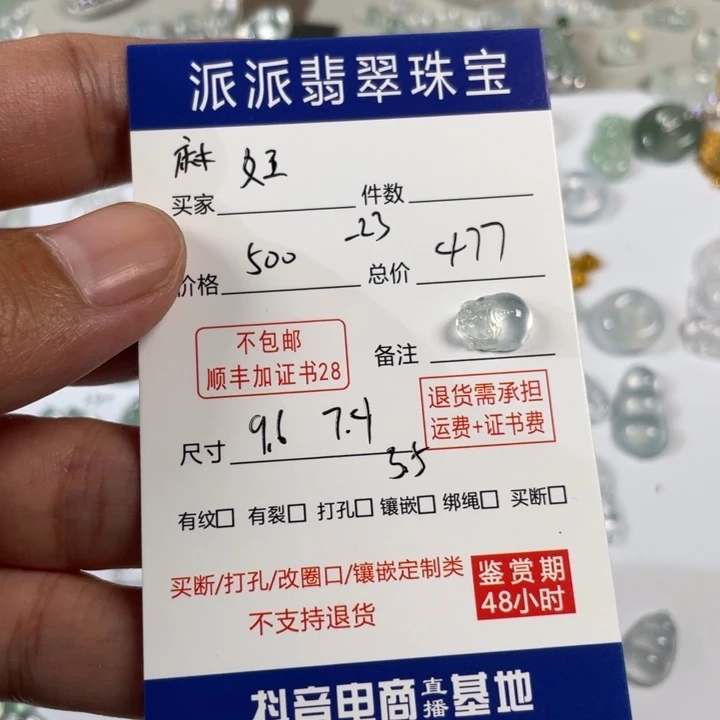 派派翡翠珠宝
麻 女王
买家 件数
-23
价格 500 总价 477
不包邮
顺丰加证书28
备注
退货需承担
运费+证书费
尺寸 9.6 7.4
3.5
有纹□ 有裂□ 打孔□ 镶嵌□ 绑绳□ 买断□
买断/打孔/改圈口/镶嵌定制类
不支持退货
鉴赏期
48小时
抖音电商直播基地